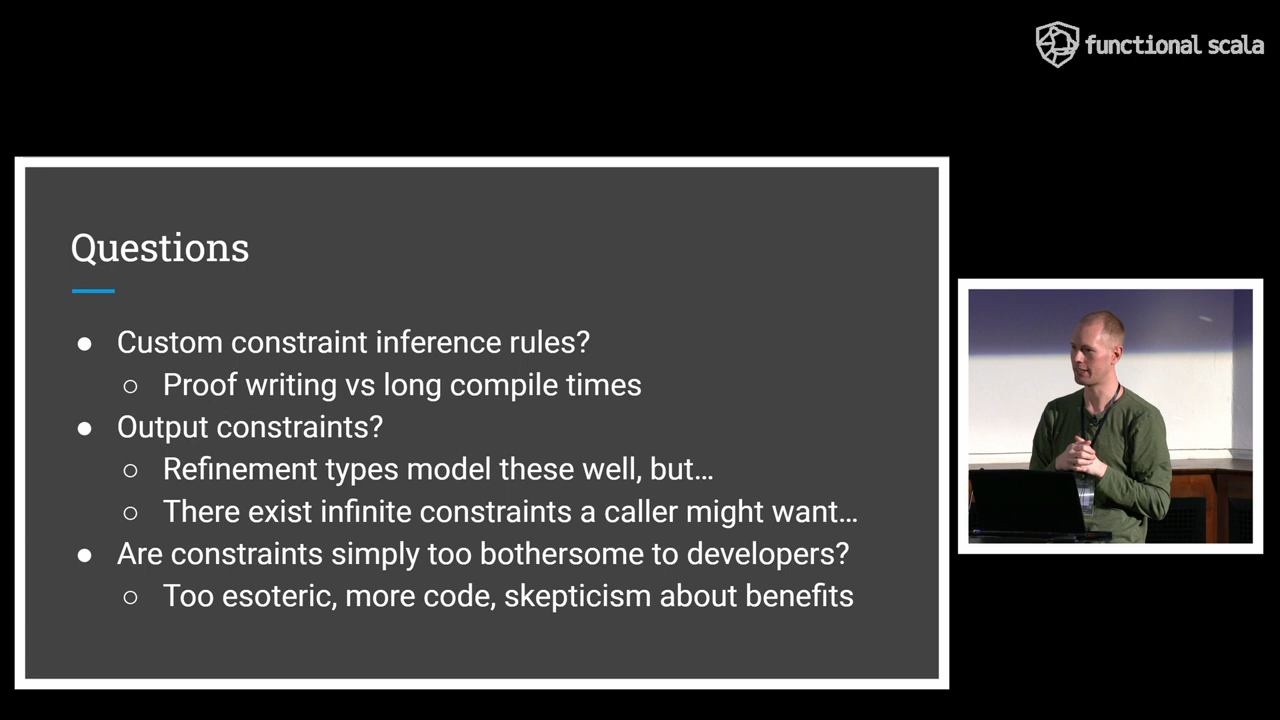 functional scala
Questions
● Custom constraint inference rules?
○ Proof writing vs long compile times
● Output constraints?
○ Refinement types model these well, but…
○ There exist infinite constraints a caller might want…
● Are constraints simply too bothersome to developers?
○ Too esoteric, more code, skepticism about benefits